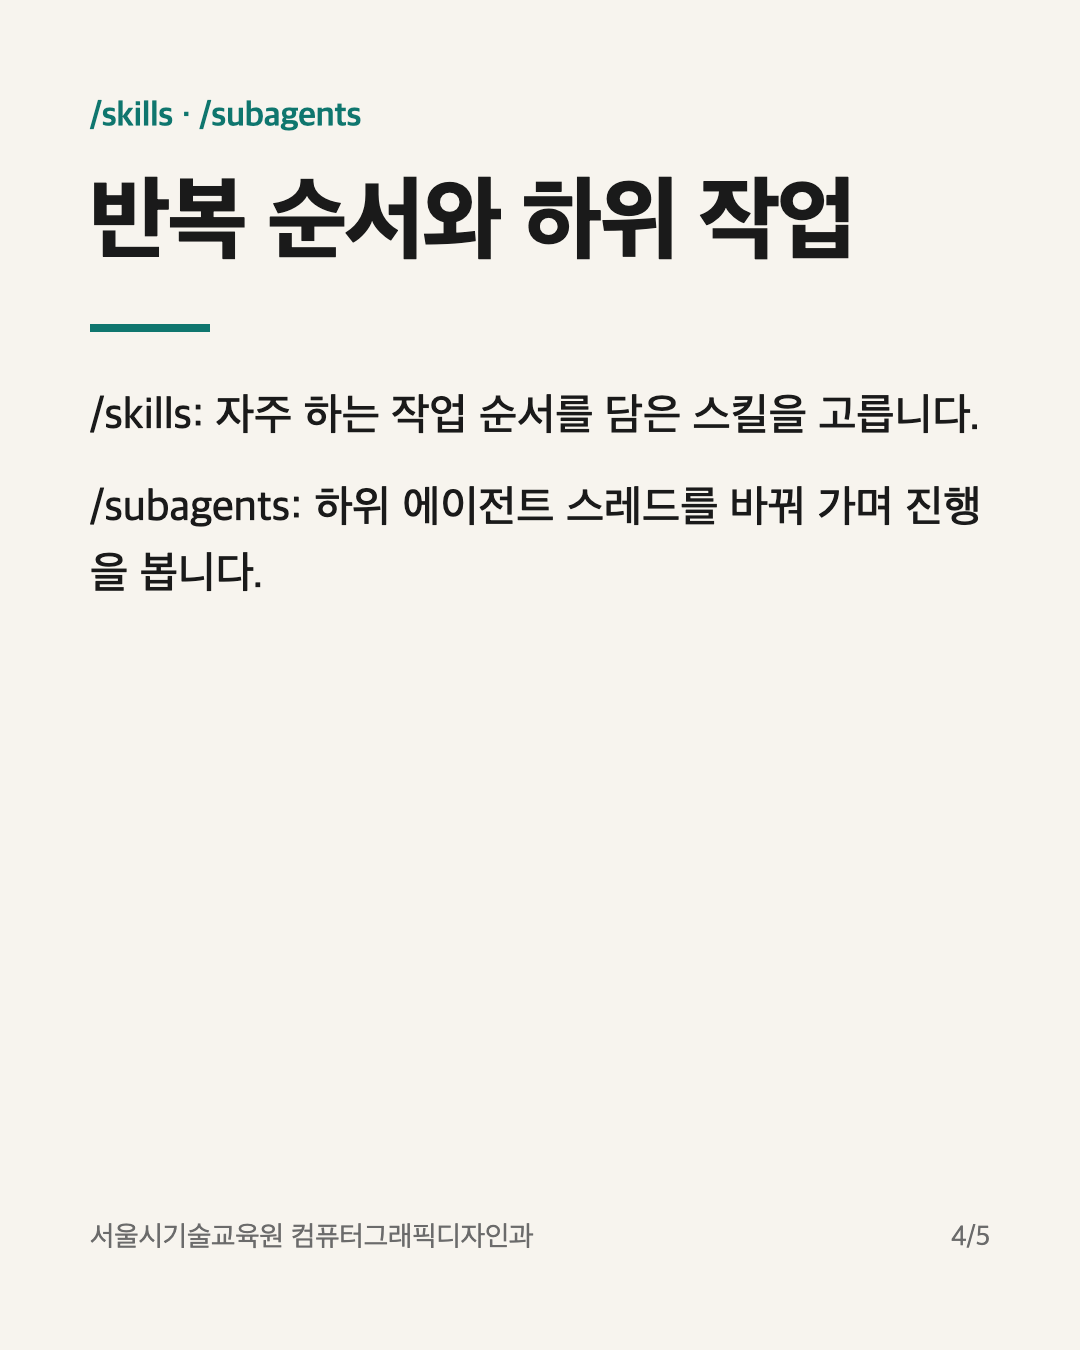 /skills · /subagents
반복 순서와 하위 작업
/skills: 자주 하는 작업 순서를 담은 스킬을 고릅니다.
/subagents: 하위 에이전트 스레드를 바꿔 가며 진행
을 봅니다.
서울시기술교육원 컴퓨터그래픽디자인과
4/5